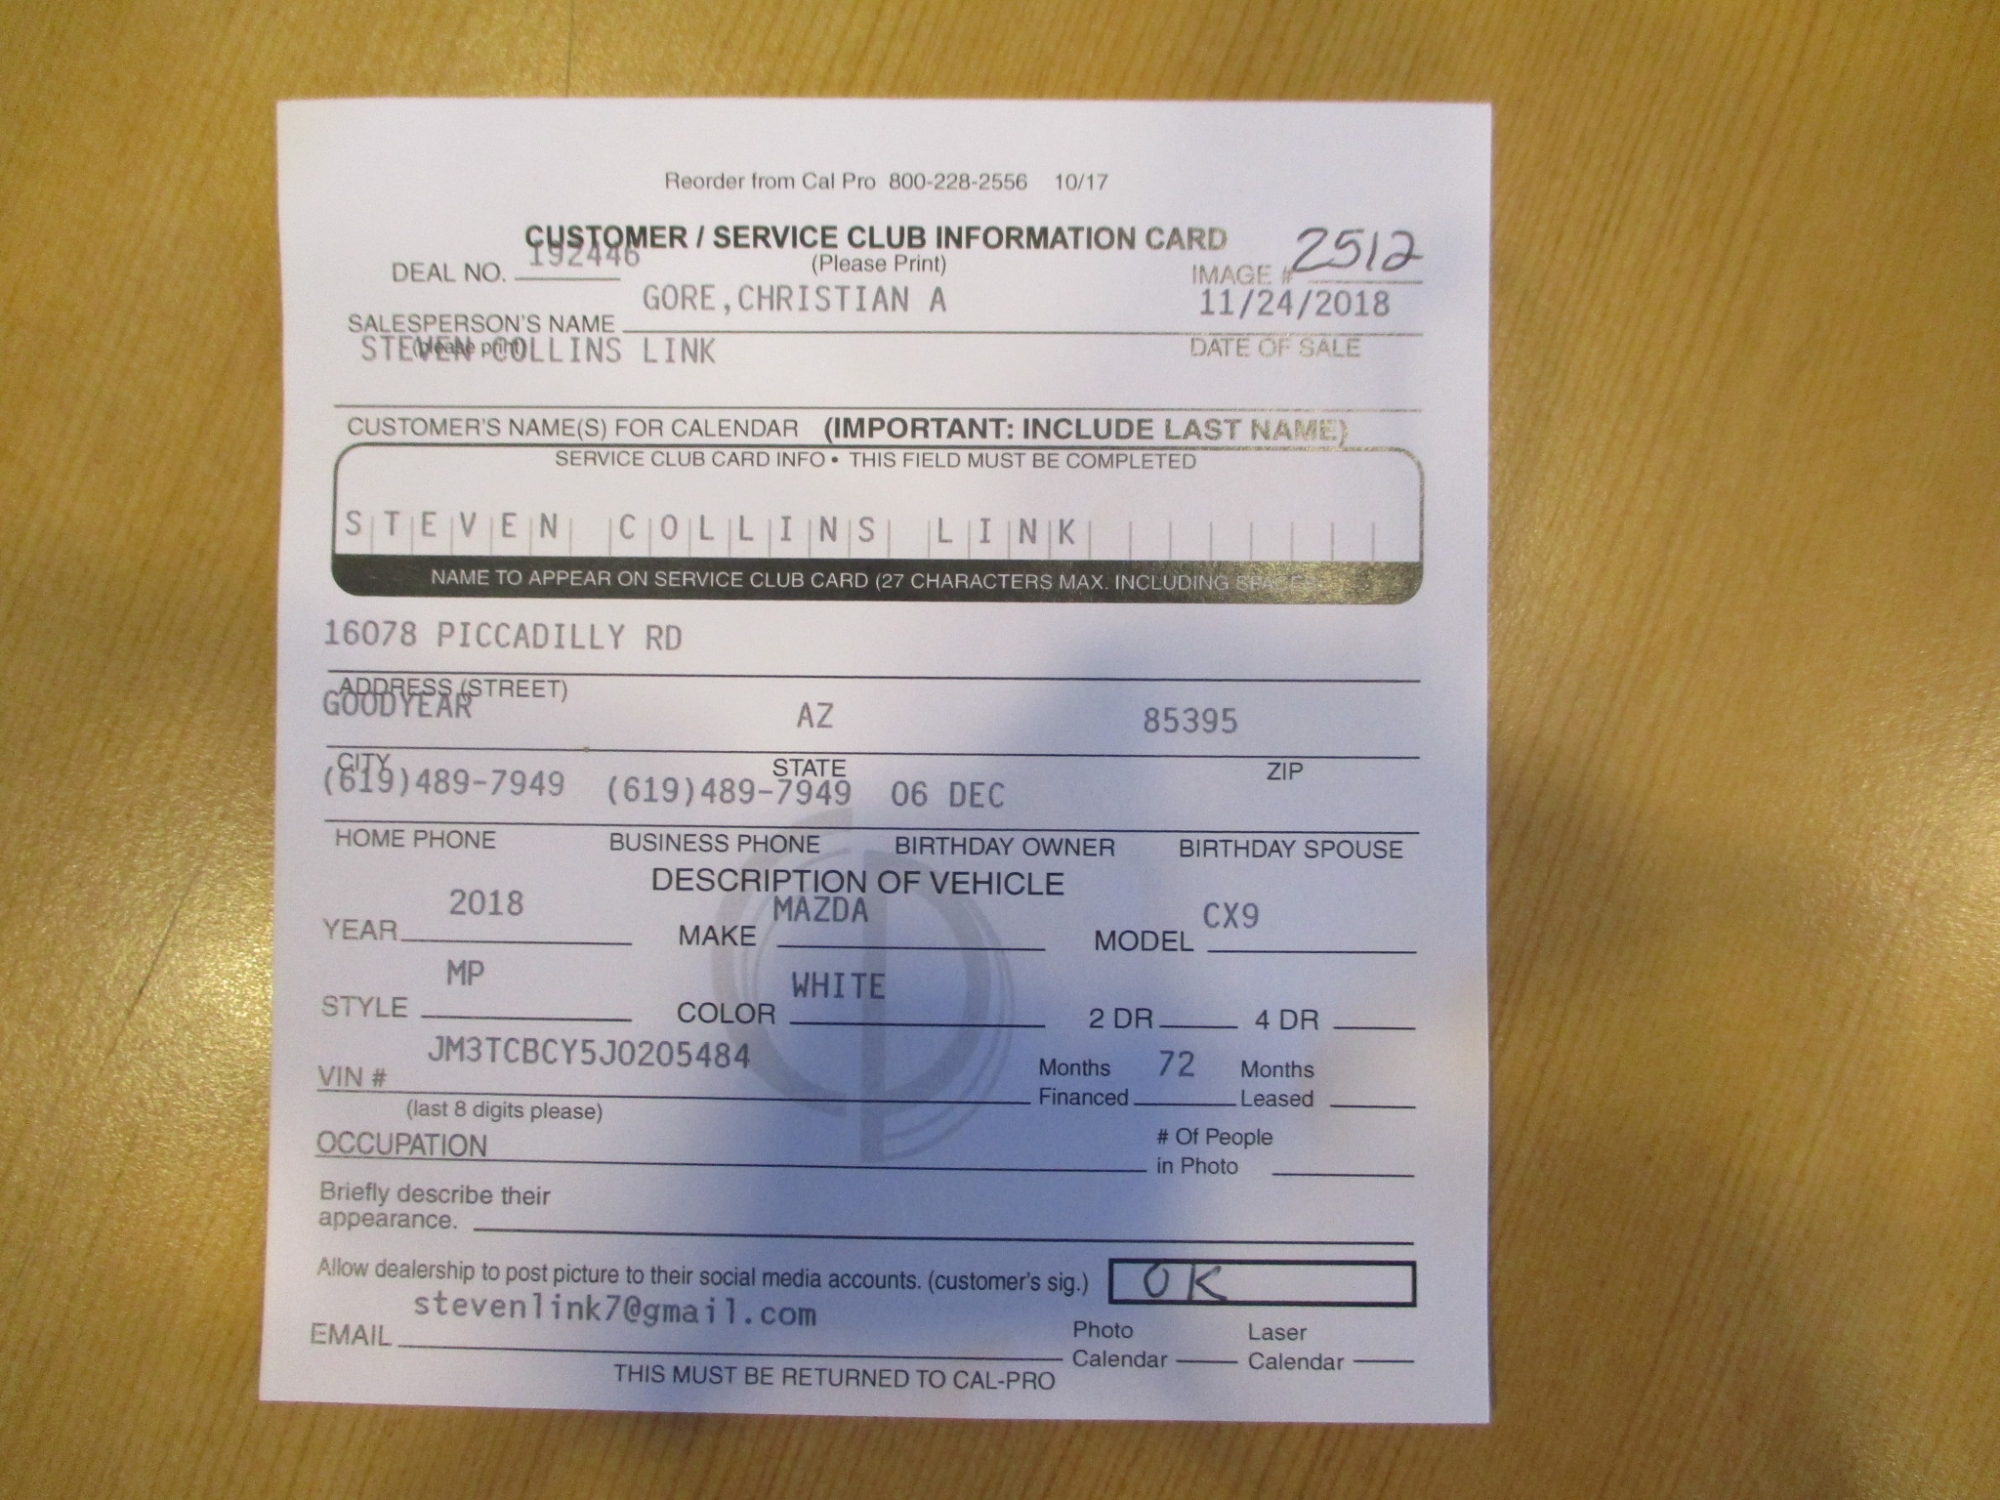 Reorder from Cal Pro 800-228-2556 10/17
CUSTOMER / SERVICE CLUB INFORMATION CARD
(Please Print)
DEAL NO. 192446
IMAGE # 2512
GORE,CHRISTIAN A 11/24/2018
SALESPERSON'S NAME
(please print)
DATE OF SALE
STEVEN COLLINS LINK
CUSTOMER'S NAME(S) FOR CALENDAR (IMPORTANT: INCLUDE LAST NAME)
SERVICE CLUB CARD INFO • THIS FIELD MUST BE COMPLETED
STEVEN COLLINS LINK
NAME TO APPEAR ON SERVICE CLUB CARD (27 CHARACTERS MAX. INCLUDING SPACES)
16078 PICCADILLY RD
ADDRESS (STREET)
GOODYEAR AZ 85395
CITY STATE ZIP
(619)489-7949 (619)489-7949 06 DEC
HOME PHONE BUSINESS PHONE BIRTHDAY OWNER BIRTHDAY SPOUSE
DESCRIPTION OF VEHICLE
YEAR 2018 MAKE MAZDA MODEL CX9
STYLE MP COLOR WHITE 2 DR 4 DR
VIN # JM3TCBCY5J0205484
(last 8 digits please)
Months Financed 72 Months Leased
OCCUPATION
# Of People in Photo
Briefly describe their
appearance.
Allow dealership to post picture to their social media accounts. (customer's sig.) OK
EMAIL stevenlink7@gmail.com
Photo Calendar Laser Calendar
THIS MUST BE RETURNED TO CAL-PRO